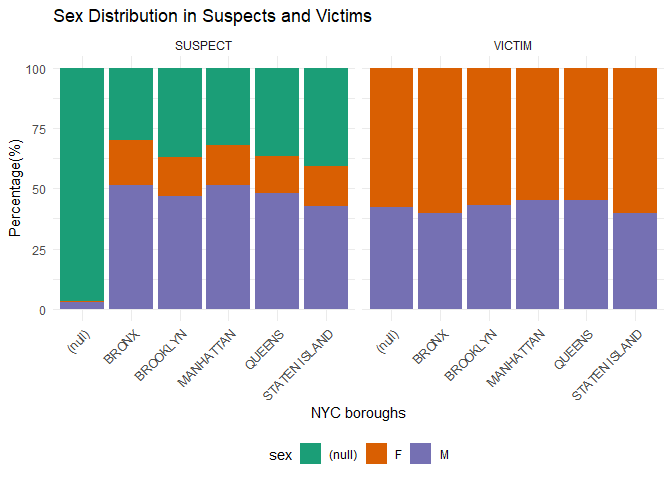 Sex Distribution in Suspects and Victims
SUSPECT
VICTIM
Percentage(%)
100
75
50
25
0
(null)
BRONX
BROOKLYN
MANHATTAN
QUEENS
STATEN ISLAND
(null)
BRONX
BROOKLYN
MANHATTAN
QUEENS
STATEN ISLAND
NYC boroughs
sex (null) F M